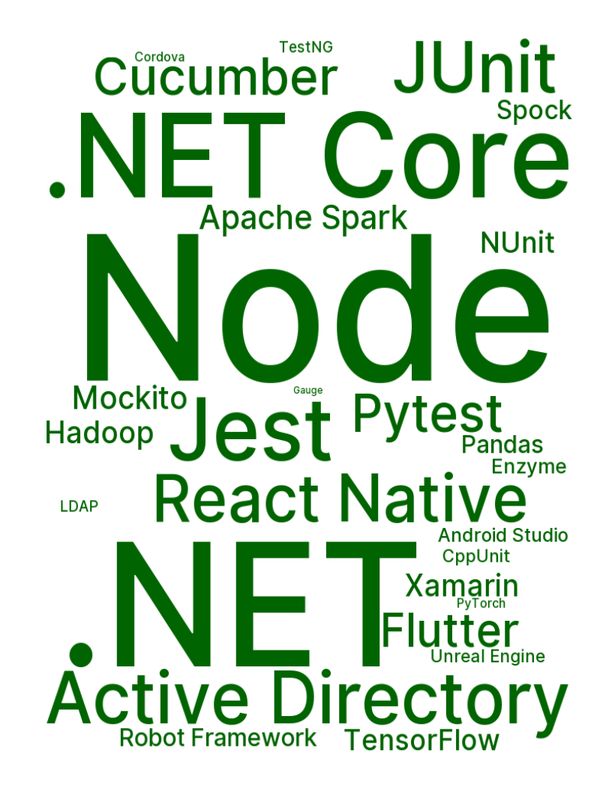 TestNG
Cordova
Cucumber
JUnit
Spock
.NET Core
Apache Spark
NUnit
Node
Mockito
Gauge
Jest
Pytest
Hadoop
Pandas
Enzyme
React Native
LDAP
Android Studio
CppUnit
.NET
Xamarin
PyTorch
Flutter
Unreal Engine
Active Directory
Robot Framework
TensorFlow